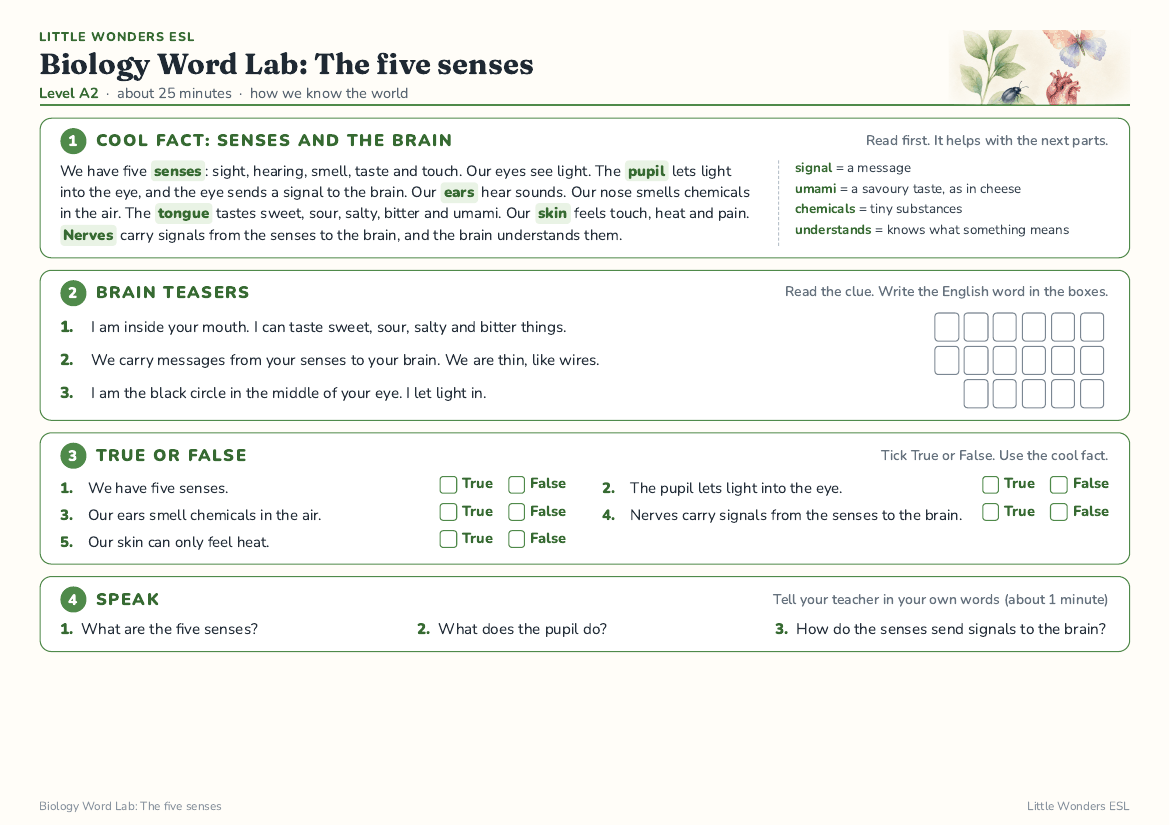 LITTLE WONDERS ESL
Biology Word Lab: The five senses
Level A2 · about 25 minutes · how we know the world
1 COOL FACT: SENSES AND THE BRAIN
Read first. It helps with the next parts.
We have five senses: sight, hearing, smell, taste and touch. Our eyes see light. The pupil lets light
into the eye, and the eye sends a signal to the brain. Our ears hear sounds. Our nose smells chemicals
in the air. The tongue tastes sweet, sour, salty, bitter and umami. Our skin feels touch, heat and pain.
Nerves carry signals from the senses to the brain, and the brain understands them.
signal = a message
umami = a savoury taste, as in cheese
chemicals = tiny substances
understands = knows what something means
2 BRAIN TEASERS
Read the clue. Write the English word in the boxes.
1. I am inside your mouth. I can taste sweet, sour, salty and bitter things.
2. We carry messages from your senses to your brain. We are thin, like wires.
3. I am the black circle in the middle of your eye. I let light in.
3 TRUE OR FALSE
Tick True or False. Use the cool fact.
1. We have five senses. True False
2. The pupil lets light into the eye. True False
3. Our ears smell chemicals in the air. True False
4. Nerves carry signals from the senses to the brain. True False
5. Our skin can only feel heat. True False
4 SPEAK
Tell your teacher in your own words (about 1 minute)
1. What are the five senses?
2. What does the pupil do?
3. How do the senses send signals to the brain?
Biology Word Lab: The five senses
Little Wonders ESL